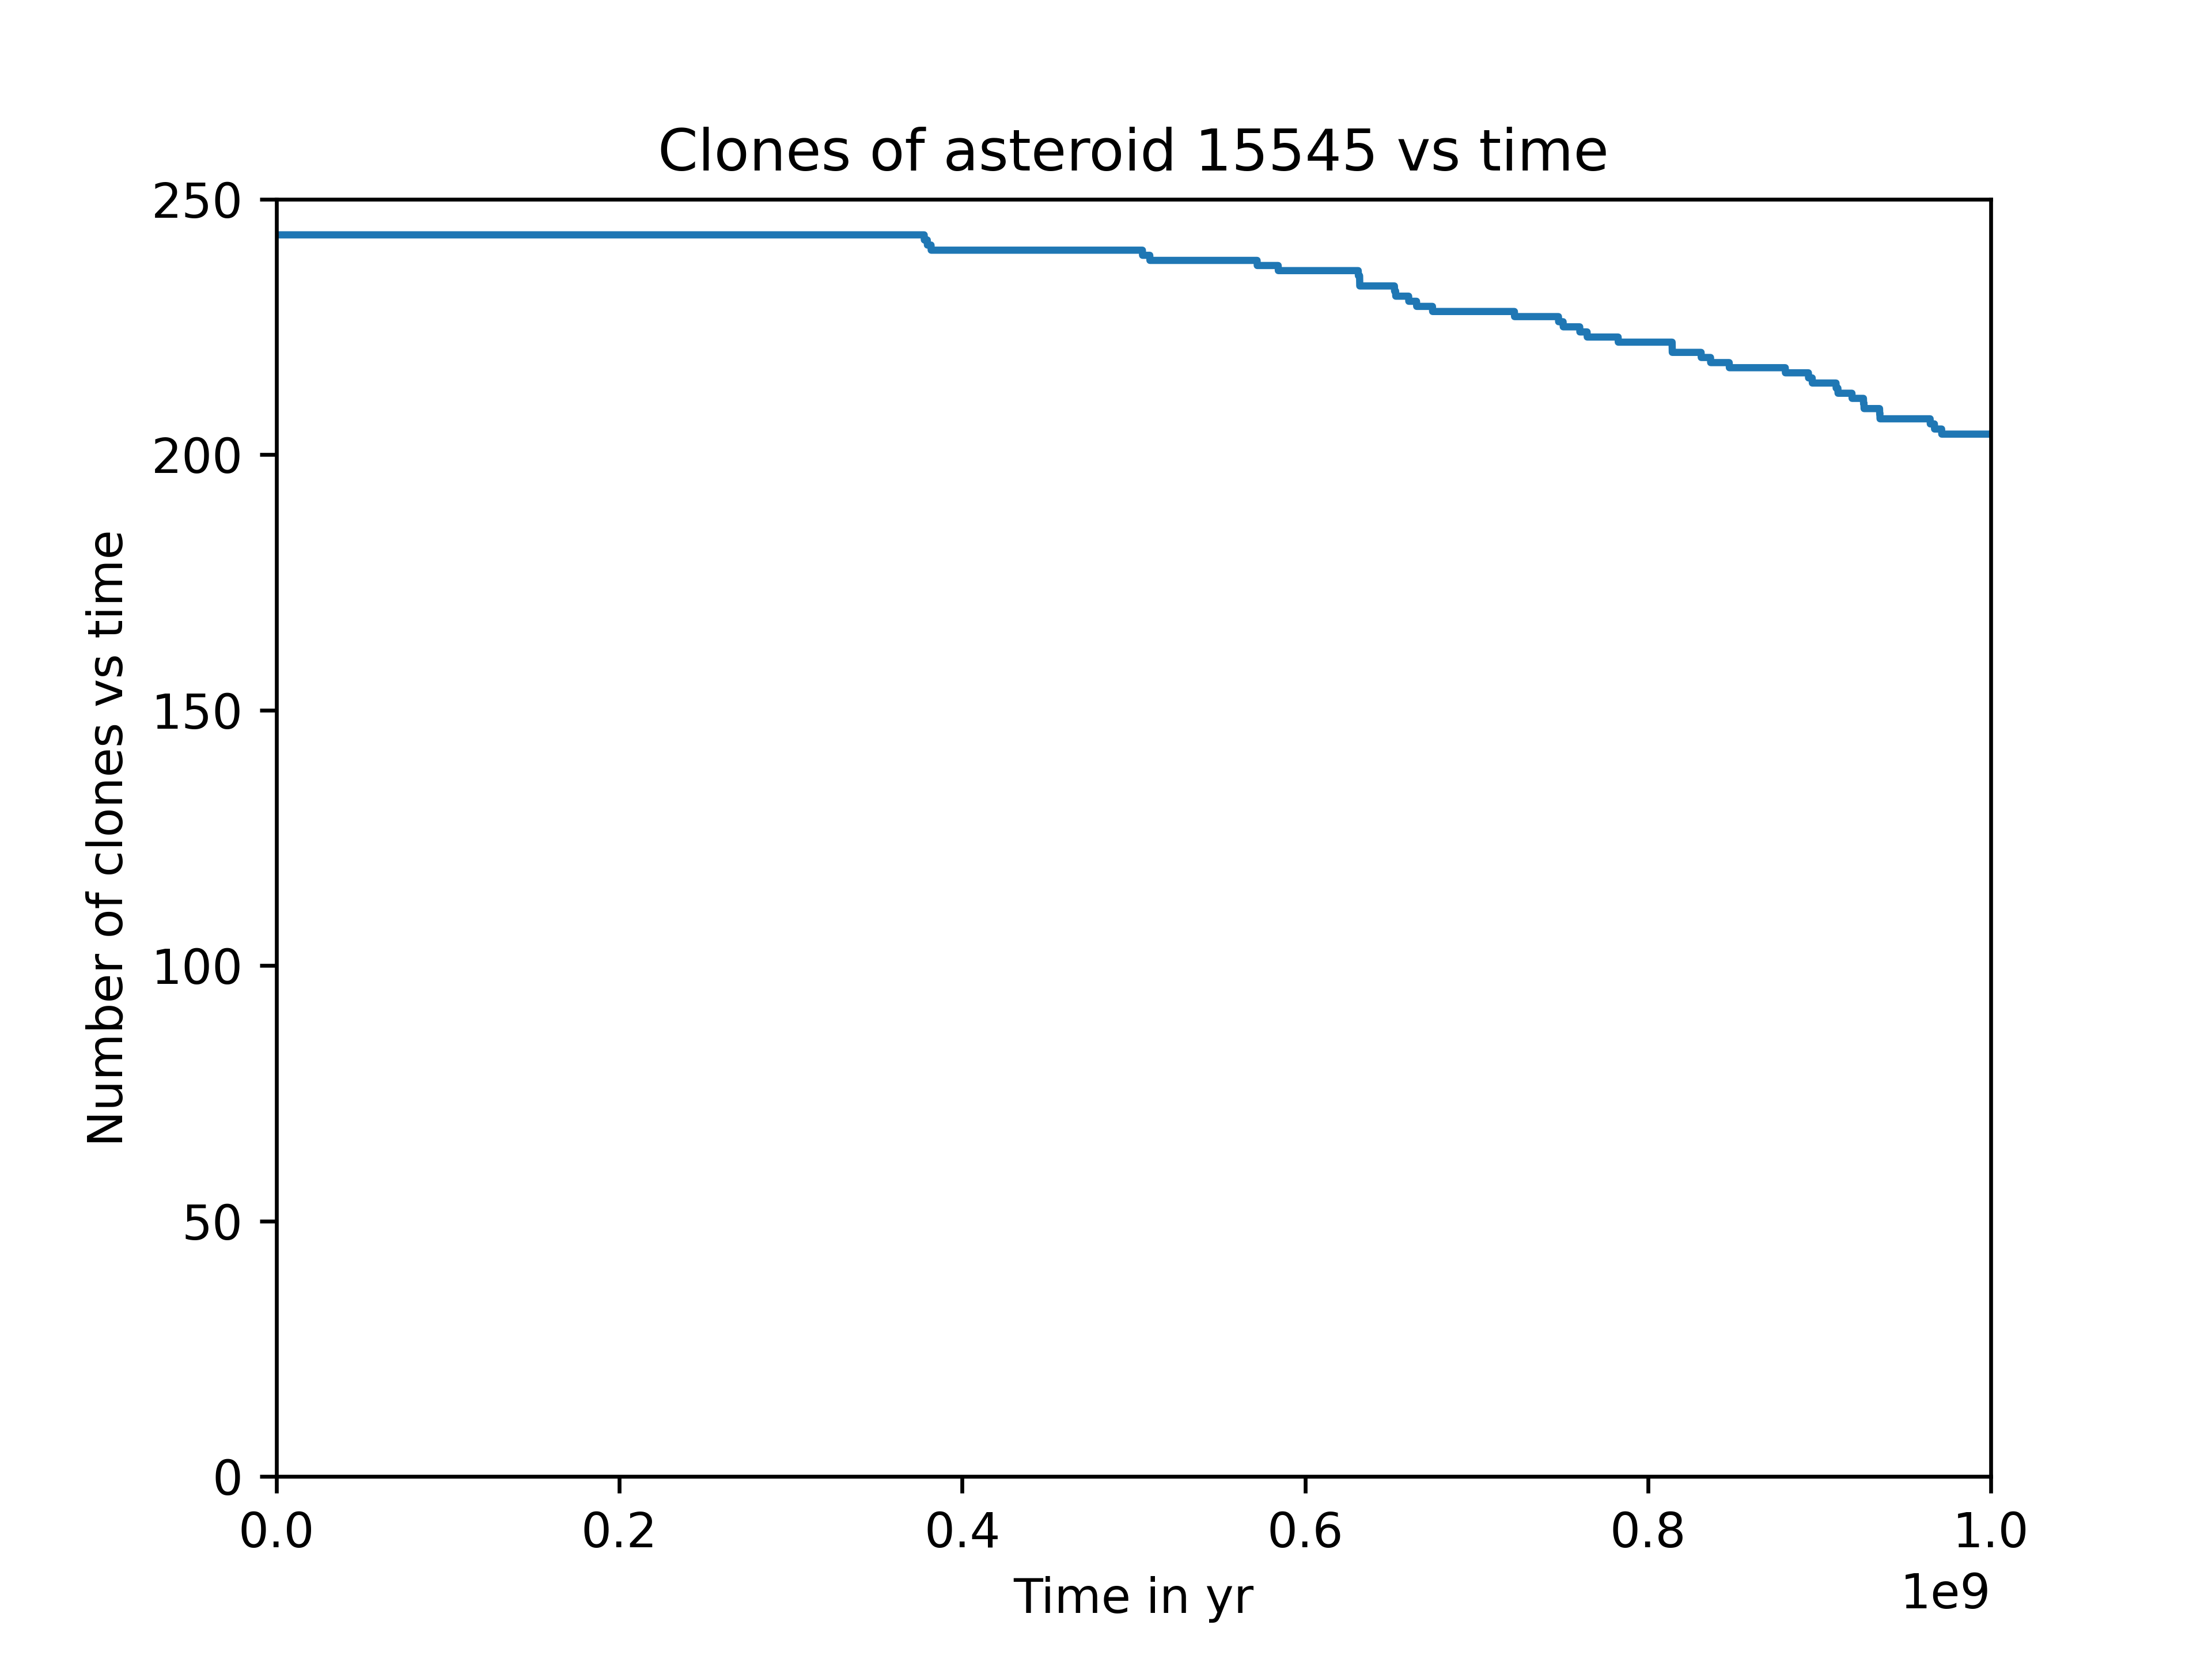 Clones of asteroid 15545 vs time
250
200
150
100
50
0
Number of clones vs time
0.0 0.2 0.4 0.6 0.8 1.0
Time in yr
1e9